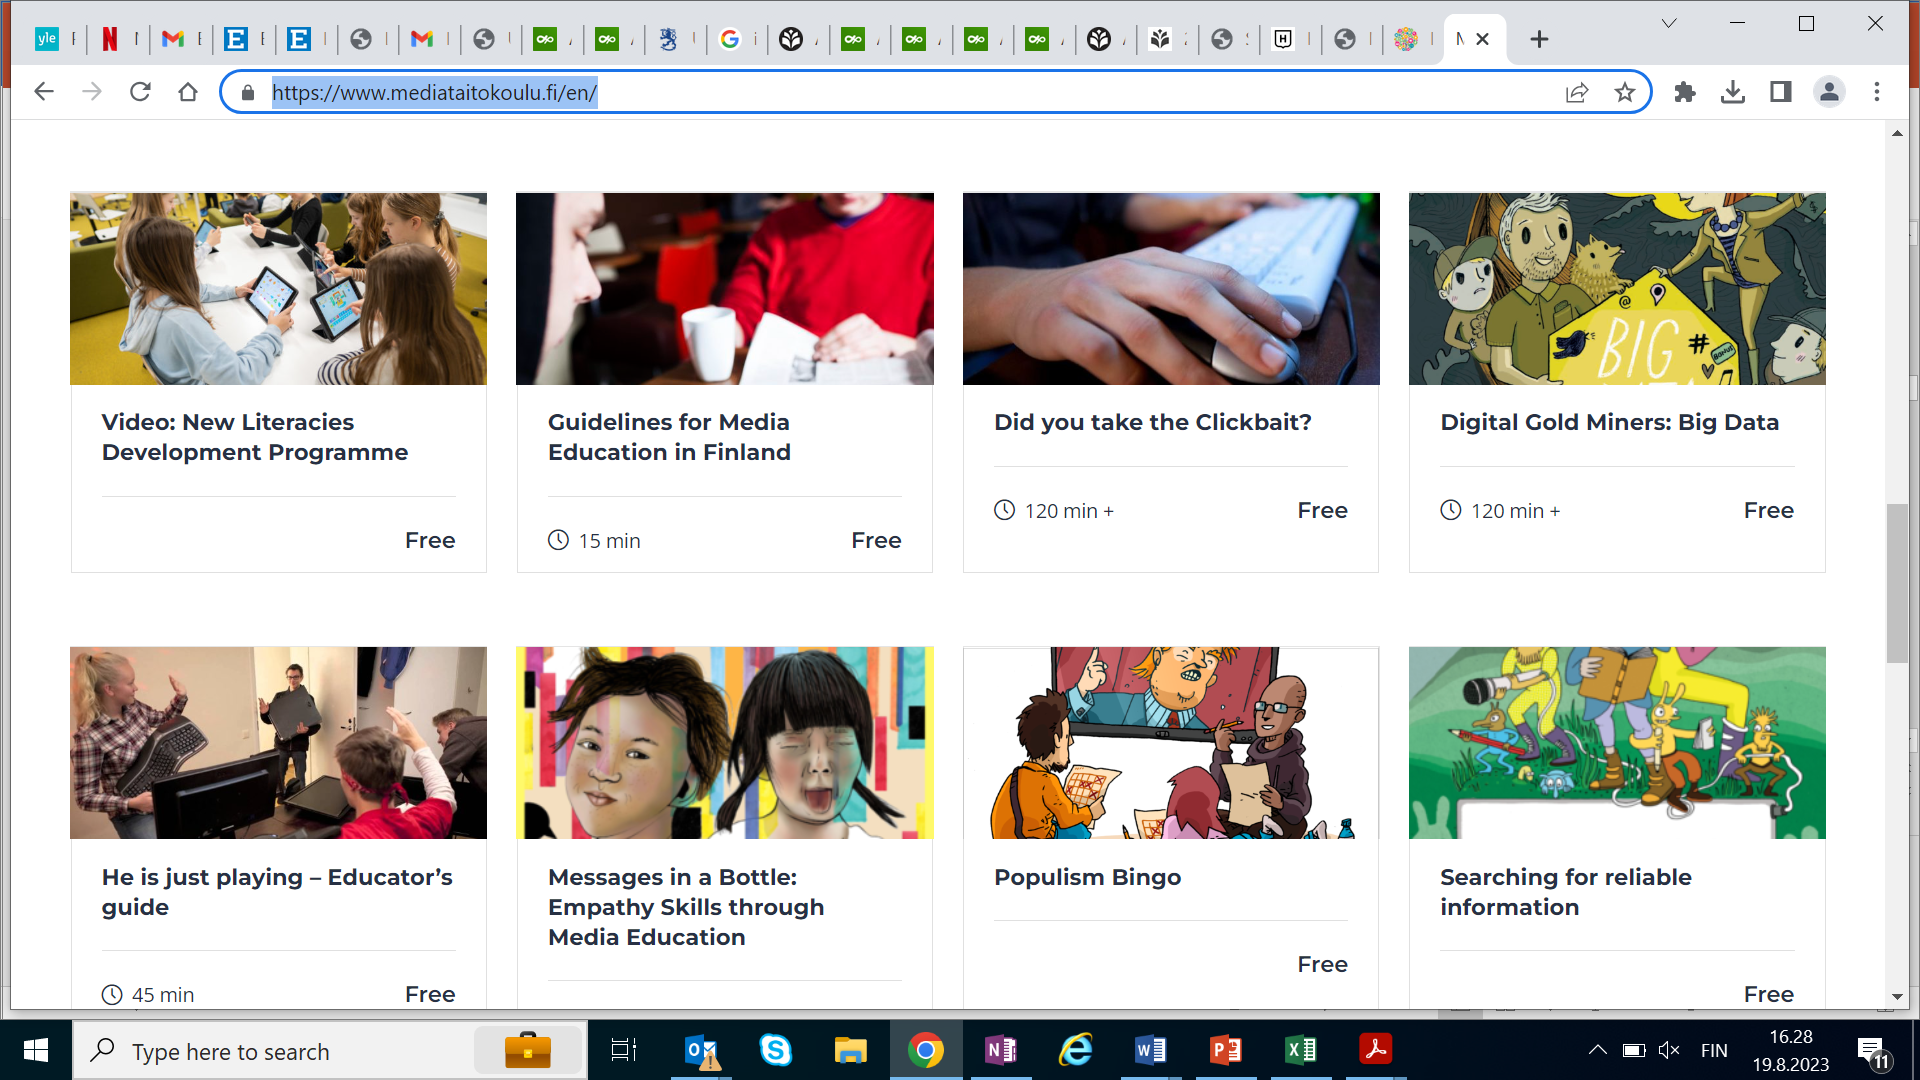 yle
https://www.mediataitokoulu.fi/en/
BIG
Video: New Literacies
Development Programme
Free
Guidelines for Media
Education in Finland
15 min
Free
Did you take the Clickbait?
120 min +
Free
Digital Gold Miners: Big Data
120 min +
Free
He is just playing – Educator's
guide
45 min
Free
Messages in a Bottle:
Empathy Skills through
Media Education
Populism Bingo
Free
Searching for reliable
information
Free
Type here to search
FIN
16.28
19.8.2023
11